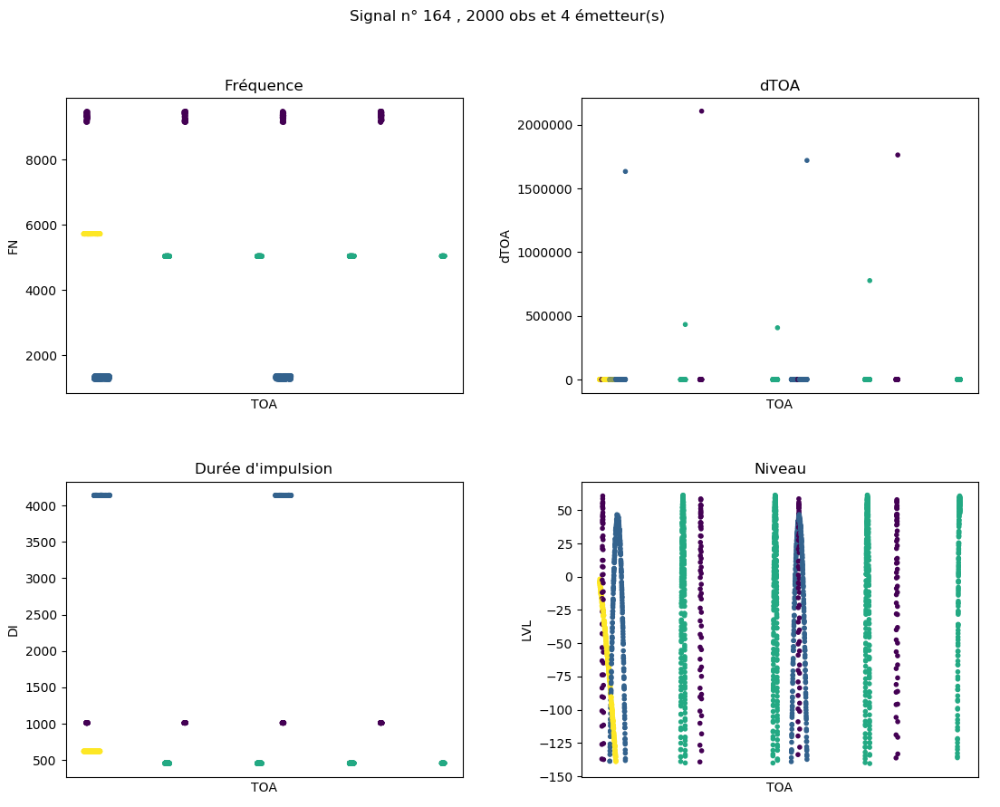 Signal n° 164 , 2000 obs et 4 émetteur(s)
Fréquence
8000
6000
4000
2000
FN
TOA
dTOA
2000000
1500000
1000000
500000
0
dTOA
TOA
Durée d'impulsion
4000
3500
3000
2500
2000
1500
1000
500
DI
TOA
Niveau
50
25
0
−25
−50
−75
−100
−125
−150
LVL
TOA